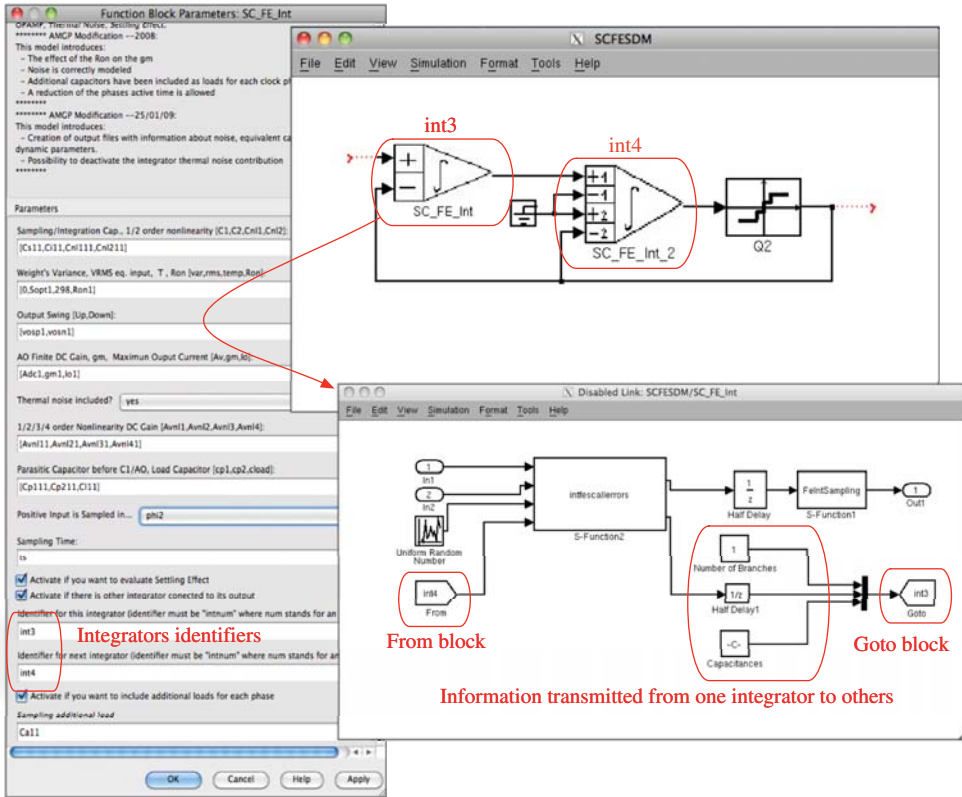 Function Block Parameters: SC_FE_Int
OPAMP, Thermal Noise, Settling Effect.
******** AMGP Modification ---2008:
This model introduces:
- The effect of the Ron on the gm
- Noise is correctly modeled
- Additional capacitors have been included as loads for each clock ph
- A reduction of the phases active time is allowed
********
******** AMGP Modification ---25/01/09:
This model introduces:
- Creation of output files with information about noise, equivalent ca
dynamic parameters.
- Possibility to deactivate the integrator thermal noise contribution
********
Parameters
Sampling/Integration Cap., 1/2 order nonlinearity [C1,C2,Cnl1,Cnl2]:
[Cs11,Ci11,Cnl111,Cnl211]
Weight's Variance, VRMS eq. input, T , Ron [var,rms,temp,Ron]:
[0,Sopt1,298,Ron1]
Output Swing [Up,Down]:
[vosp1,vosn1]
AO Finite DC Gain, gm, Maximun Ouput Current [Av,gm,Io]:
[Adc1,gm1,Io1]
Thermal noise included? yes
1/2/3/4 order Nonlinearity DC Gain [Avnl1,Avnl2,Avnl3,Avnl4]:
[Avnl11,Avnl21,Avnl31,Avnl41]
Parasitic Capacitor before C1/AO, Load Capacitor [cp1,cp2,cload]:
[Cp111,Cp211,Cl11]
Positive Input is Sampled in... phi2
Sampling Time:
ts
Activate if you want to evaluate Settling Effect
Activate if there is other integrator conected to its outout
Identifier for this integrator (identifier must be "intnum" where num stands for an
int3
Integrators identifiers
Identifier for next integrator (identifier must be "intnum" where num stands for an
int4
Activate if you want to include additional loads for each phase
Sampling additional load
Ca11
OK Cancel Help Apply
X SCFESDM
File Edit View Simulation Format Tools Help
int3
int4
+
−
SC_FE_Int
+1
-1
+2
-2
SC_FE_Int_2
Q2
X Disabled Link: SCFESDM/SC_FE_Int
File Edit View Simulation Format Tools Help
1
In1
2
In2
Uniform Random
Number
int4
From
From block
intfescallerrors
S-Function2
1
z
Half Delay
FeIntSampling
S-Function1
1
Out1
1
Number of Branches
1/z
Half Delay1
-C-
Capacitances
int3
Goto
Goto block
Information transmitted from one integrator to others